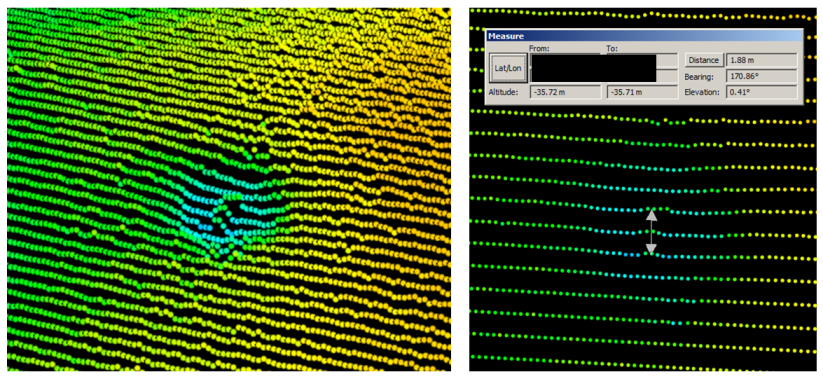 Measure
From: To:
Lat/Lon
Distance 1.88 m
Bearing: 170.86°
Altitude: -35.72 m -35.71 m Elevation: 0.41°